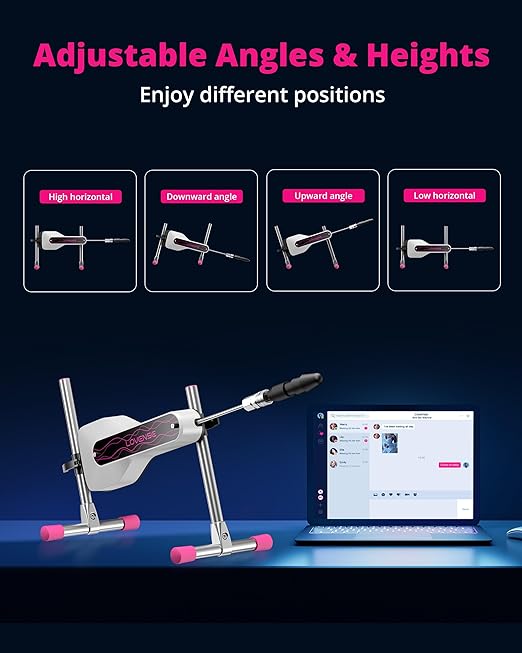 Adjustable Angles & Heights
Enjoy different positions
High horizontal
Downward angle
Upward angle
Low horizontal
LOVENSE